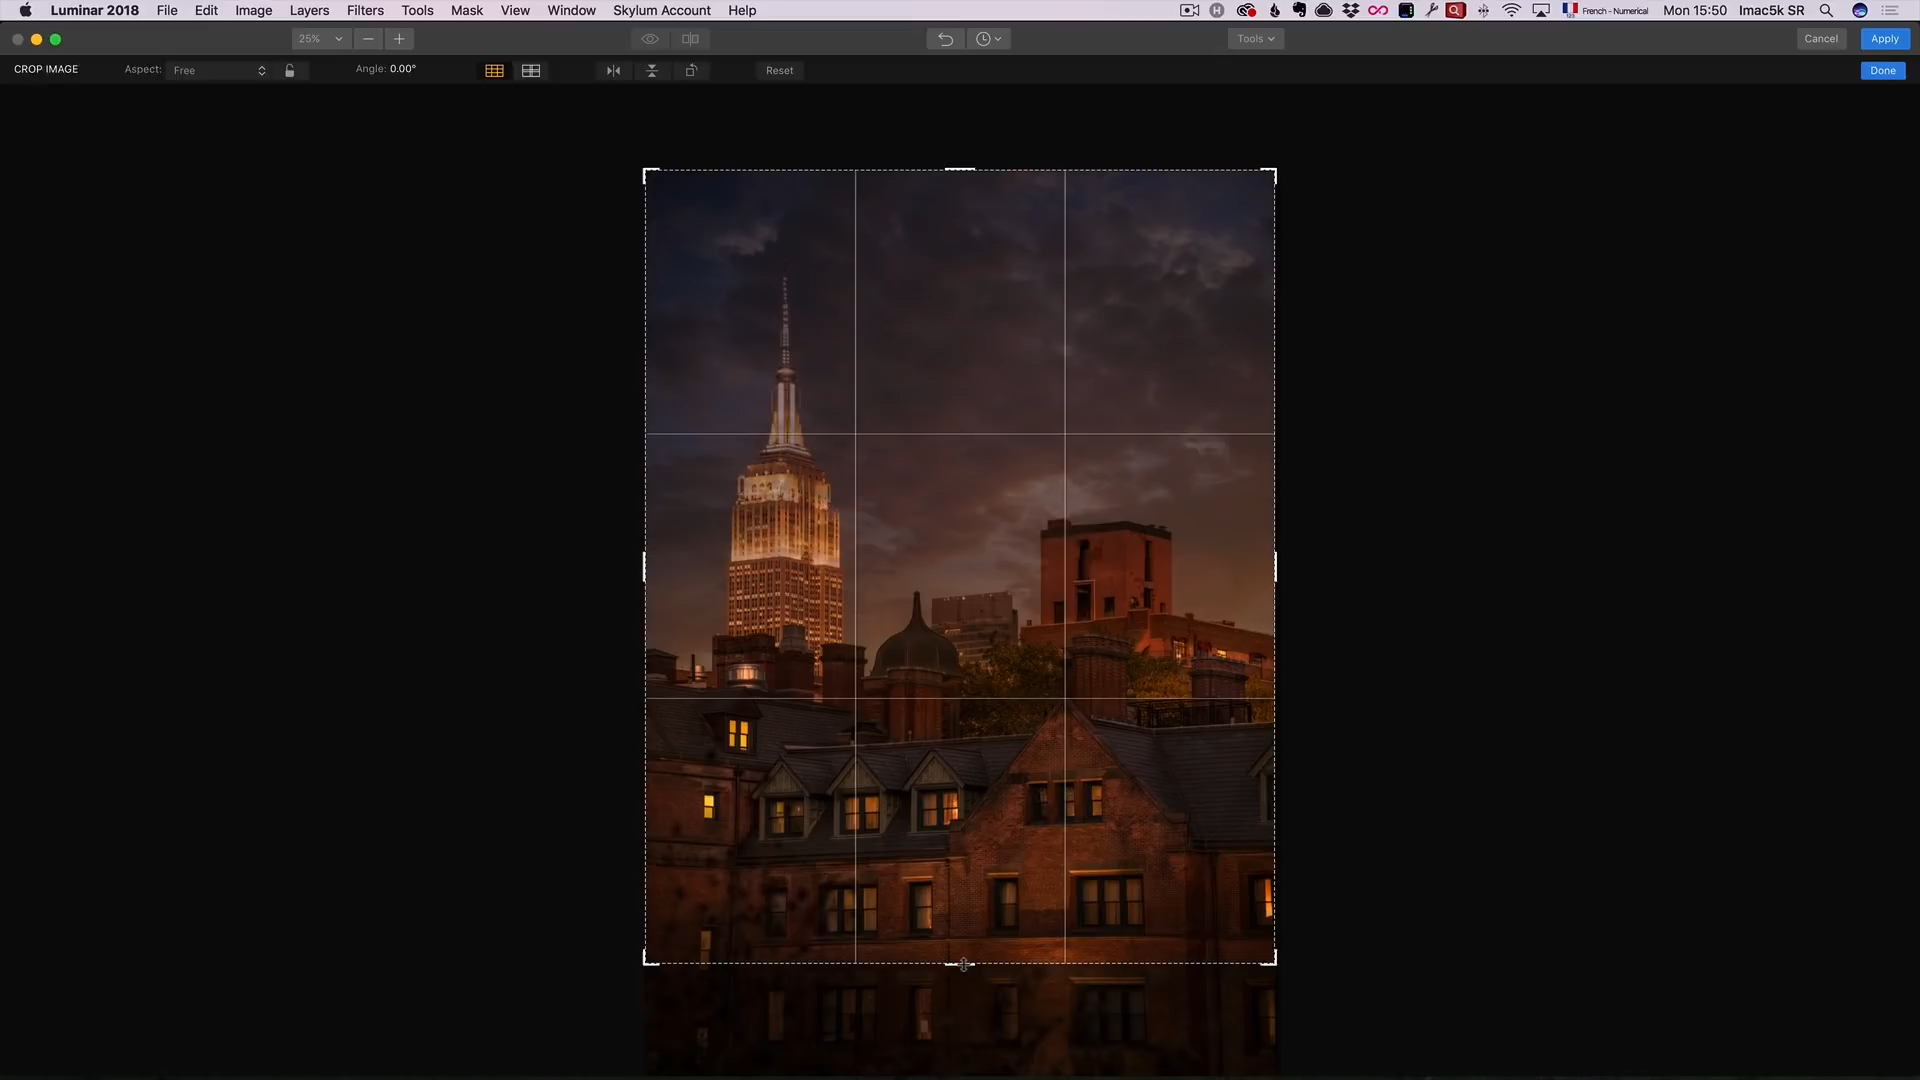 Luminar 2018 File Edit Image Layers Filters Tools Mask View Window Skylum Account Help French - Numerical Mon 15:50 Imac5k SR
25% Tools Cancel Apply
CROP IMAGE Aspect: Free Angle: 0.00° Reset Done